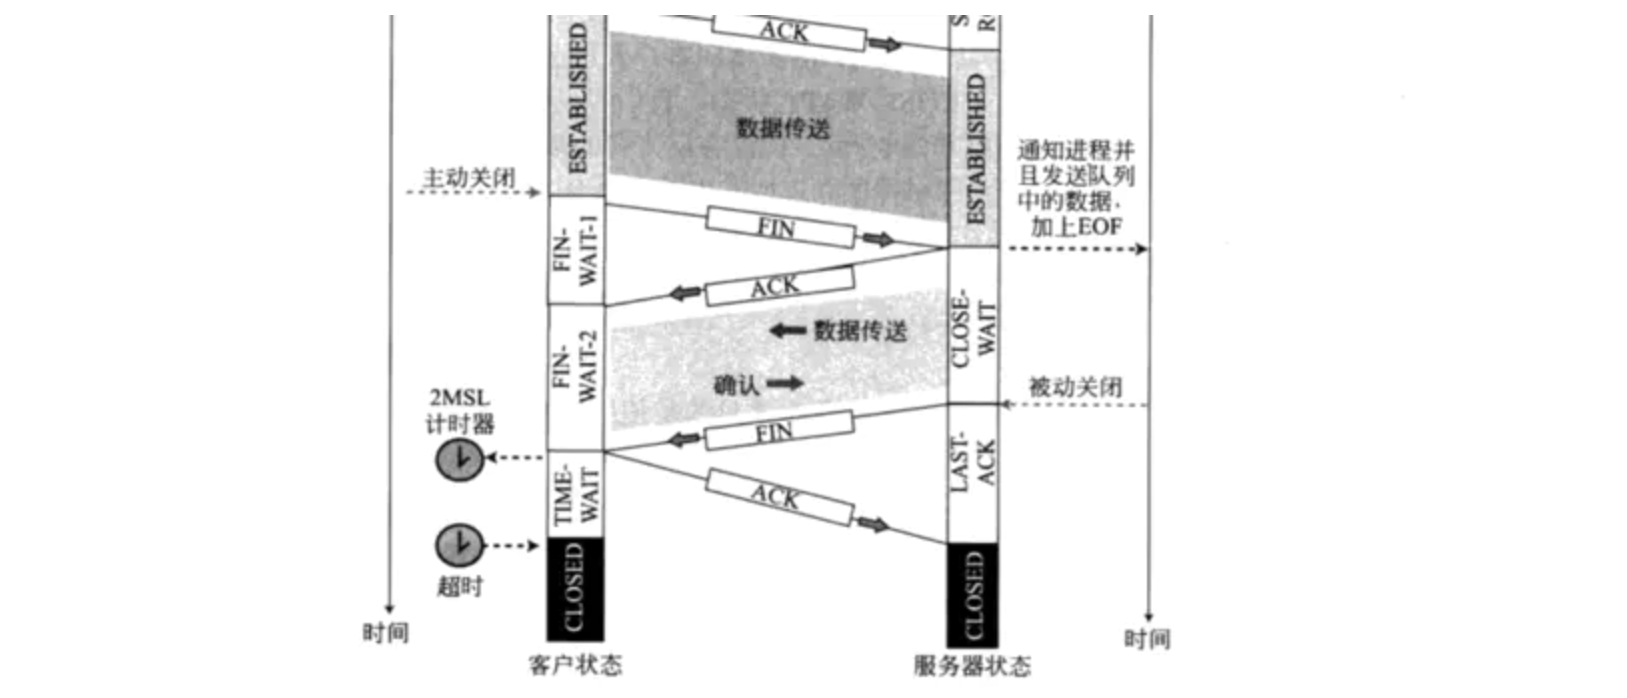 ACK
ESTABLISHED
ESTABLISHED
数据传送
通知进程并
且发送队列
中的数据,
加上EOF
主动关闭
FIN
FIN-
WAIT-1
ACK
CLOSE-
WAIT
数据传送
FIN-
WAIT-2
确认
被动关闭
2MSL
计时器
FIN
LAST-
ACK
TIME-
WAIT
ACK
超时
CLOSED
CLOSED
时间
时间
客户状态
服务器状态